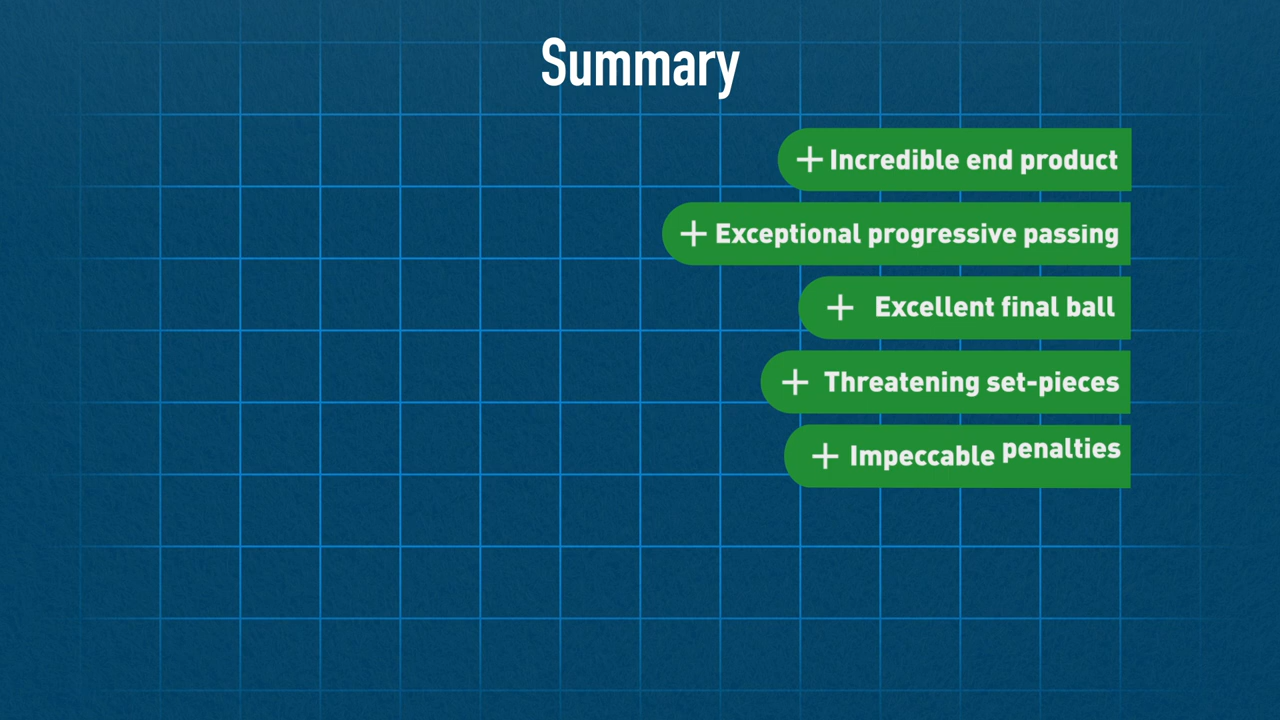 Summary
+ Incredible end product
+ Exceptional progressive passing
+ Excellent final ball
+ Threatening set-pieces
+ Impeccable penalties